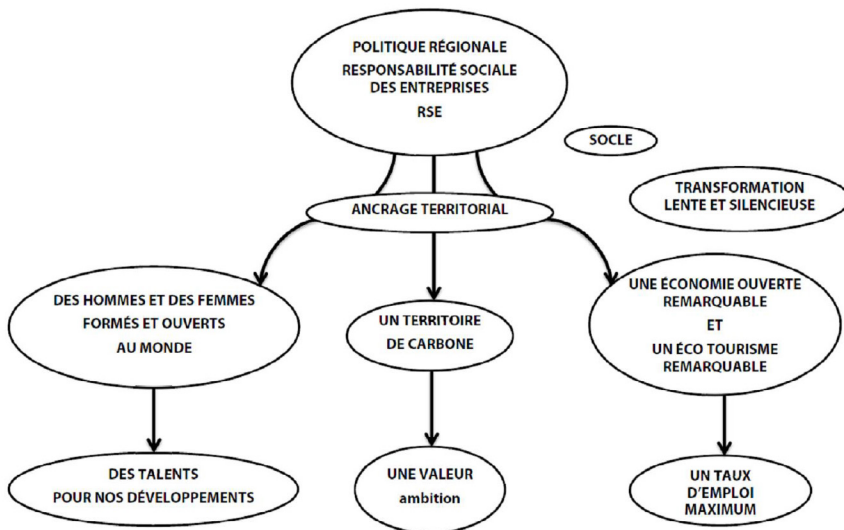 POLITIQUE RÉGIONALE
RESPONSABILITÉ SOCIALE
DES ENTREPRISES
RSE
SOCLE
TRANSFORMATION
LENTE ET SILENCIEUSE
ANCRAGE TERRITORIAL
DES HOMMES ET DES FEMMES
FORMÉS ET OUVERTS
AU MONDE
UN TERRITOIRE
DE CARBONE
UNE ÉCONOMIE OUVERTE
REMARQUABLE
ET
UN ÉCO TOURISME
REMARQUABLE
DES TALENTS
POUR NOS DÉVELOPPEMENTS
UNE VALEUR
ambition
UN TAUX
D'EMPLOI
MAXIMUM